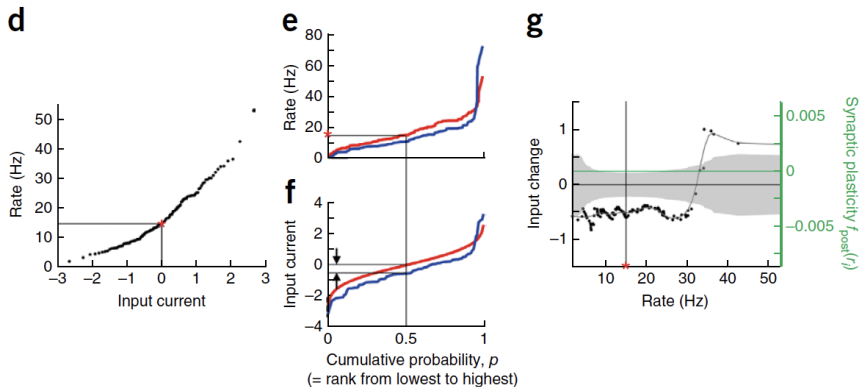 d
Rate (Hz)
50
40
30
20
10
0
−3 −2 −1 0 1 2 3
Input current
e
Rate (Hz)
80
60
40
20
0
f
Input current
4
2
0
−2
−4
0 0.5 1
Cumulative probability, p
(= rank from lowest to highest)
g
Input change
1
0
−1
10 20 30 40 50
Rate (Hz)
0.005
0
−0.005
Synaptic plasticity f post(ri)